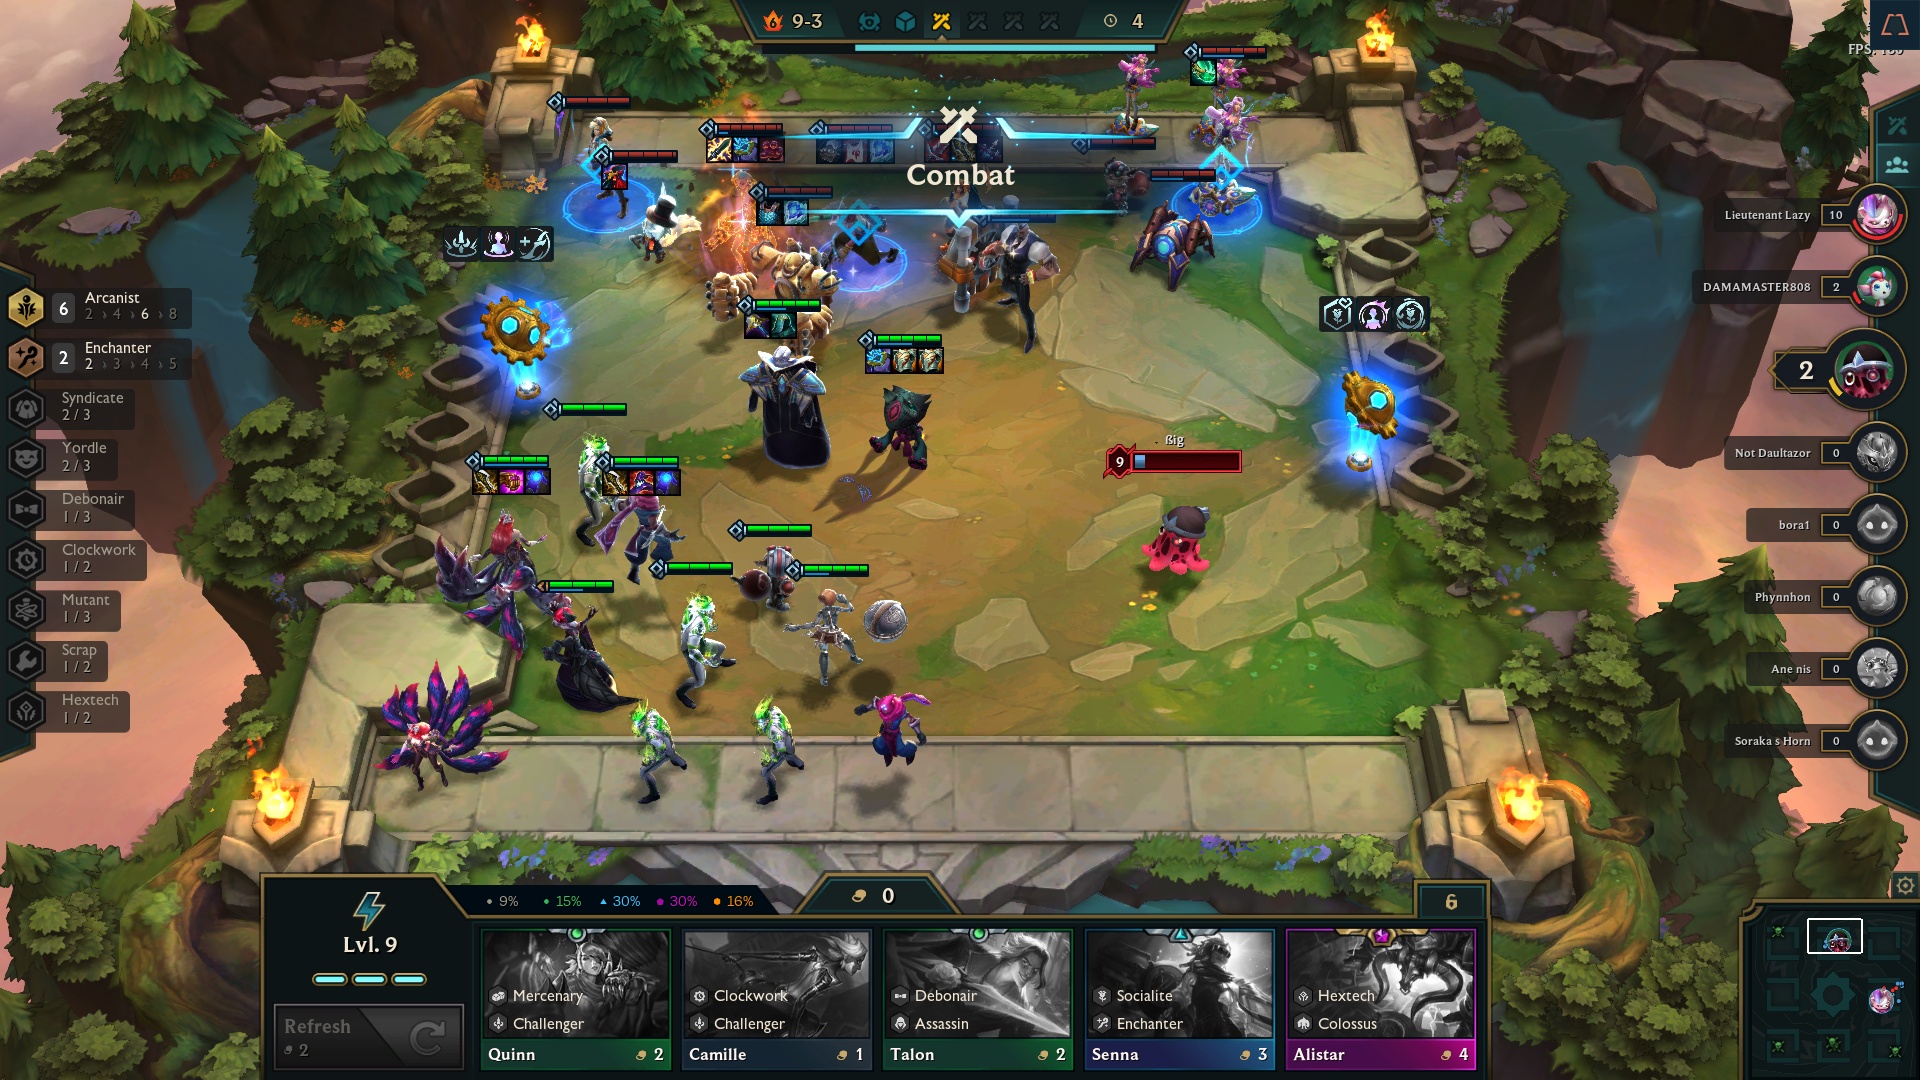 9-3
4
FPS:
Combat
Lieutenant Lazy 10
DAMAMASTER808 2
2
Not Daultazor 0
bora1 0
Phynnhon 0
Ane nis 0
Soraka s Horn 0
6 Arcanist
2 › 4 › 6 › 8
2 Enchanter
2 › 3 › 4 › 5
Syndicate
2 / 3
Yordle
2 / 3
Debonair
1 / 3
Clockwork
1 / 2
Mutant
1 / 3
Scrap
1 / 2
Hextech
1 / 2
ßig
9
9% 15% 30% 30% 16%
0
6
Lvl. 9
Refresh
2
Mercenary
Challenger
Quinn 2
Clockwork
Challenger
Camille 1
Debonair
Assassin
Talon 2
Socialite
Enchanter
Senna 3
Hextech
Colossus
Alistar 4